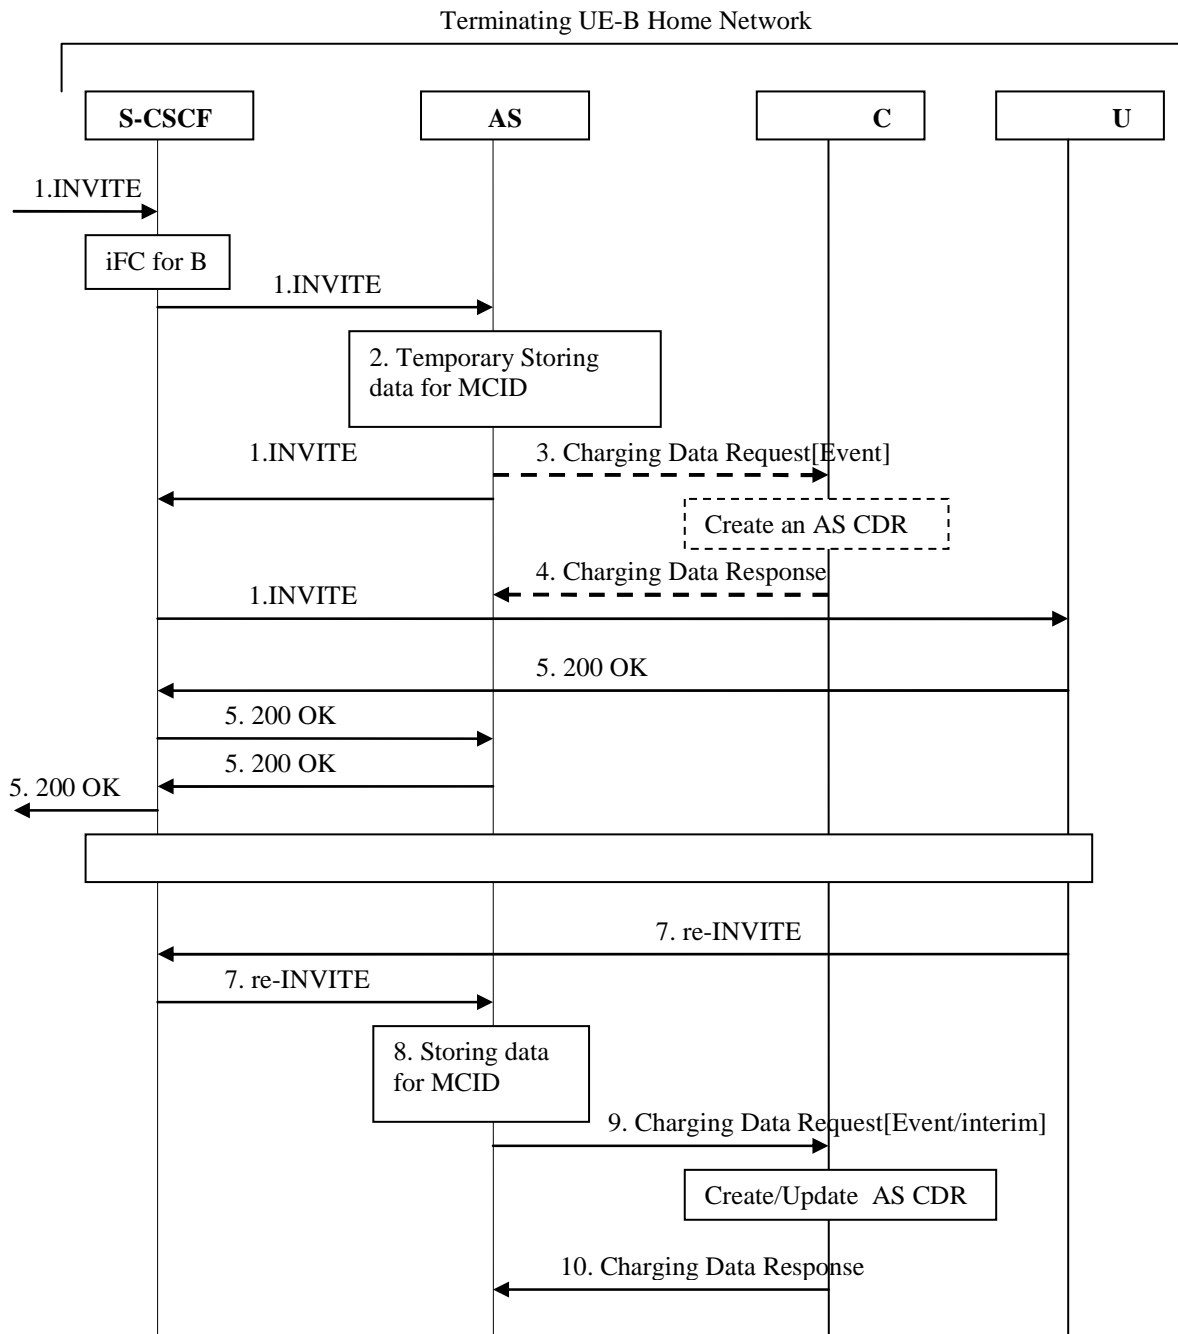 Terminating UE-B Home Network
S-CSCF
AS
C
U
1.INVITE
iFC for B
1.INVITE
2. Temporary Storing
data for MCID
1.INVITE
3. Charging Data Request[Event]
Create an AS CDR
4. Charging Data Response
1.INVITE
5. 200 OK
5. 200 OK
5. 200 OK
5. 200 OK
7. re-INVITE
7. re-INVITE
8. Storing data
for MCID
9. Charging Data Request[Event/interim]
Create/Update AS CDR
10. Charging Data Response